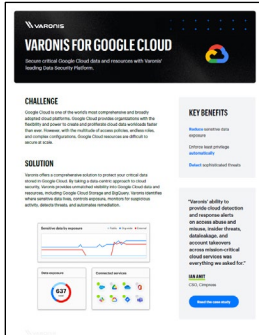 VARONIS
VARONIS FOR GOOGLE CLOUD
Secure critical Google Cloud data and resources with Varonis'
leading Data Security Platform.
CHALLENGE
Google Cloud is one of the world's most comprehensive and broadly
adopted cloud platforms. Google Cloud provides organizations with the
flexibility and power to create and proliferate cloud data workloads faster
than ever. However, with the multitude of access policies, endless roles,
and complex configurations, Google Cloud resources are difficult to
secure at scale.
SOLUTION
Varonis offers a comprehensive solution to protect your critical data
stored in Google Cloud. By taking a data-centric approach to cloud
security, Varonis provides unmatched visibility into Google Cloud data and
resources, including Google Cloud Storage and BigQuery. Varonis identifies
where sensitive data lives, controls exposure, monitors for suspicious
activity, detects threats, and automates remediation.
Sensitive data by exposure
Data exposure
637
Connected services
KEY BENEFITS
Reduce sensitive data
exposure
Enforce least privilege
automatically
Detect sophisticated threats
"Varonis' ability to
provide cloud detection
and response alerts
on access abuse and
misuse, insider threats,
data leakage, and
account takeovers
across mission-critical
cloud services was
everything we asked for."
IAN AMIT
CSO, Cimpress
Read the case study